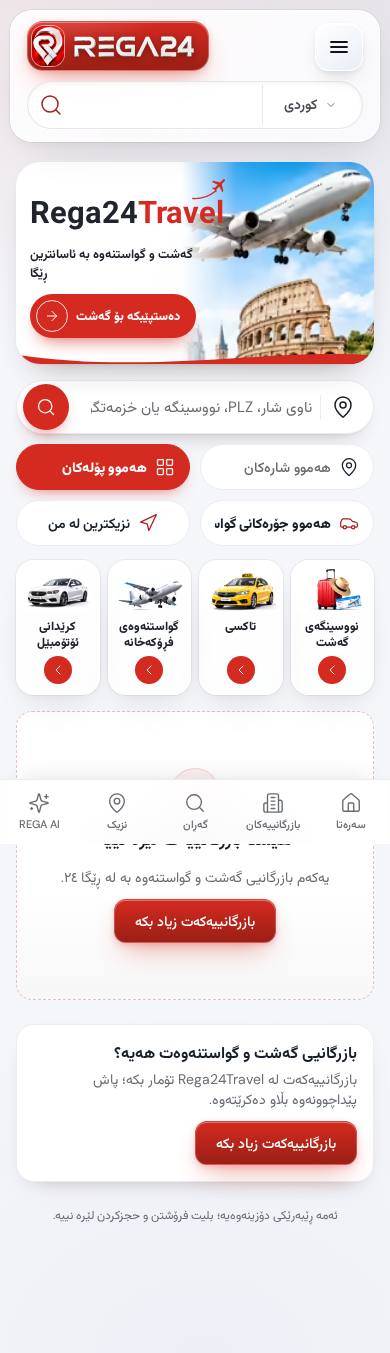 REGA24
کوردی
Rega24Travel
گەشت و گواستنەوە بە ئاسانترین
ڕێگا
دەستپێبکە بۆ گەشت
ناوی شار، PLZ، نووسینگە یان خزمەتگ
هەموو شارەکان
هەموو پۆلەکان
هەموو جۆرەکانی گواس
نزیکترین لە من
نووسینگەی
گەشت
تاکسی
گواستنەوەی
فڕۆکەخانە
کرێدانی
ئۆتۆمبێل
سەرەتا
بازرگانییەکان
گەران
نزیک
REGA AI
یەکەم بازرگانیی گەشت و گواستنەوە بە لە ڕێگا ٢٤.
بازرگانییەکەت زیاد بکە
بازرگانیی گەشت و گواستنەوەت هەیە؟
بازرگانییەکەت لە Rega24Travel تۆمار بکە؛ پاش
پێداچوونەوە بڵاو دەکرێتەوە.
بازرگانییەکەت زیاد بکە
ئەمە ڕێبەرێکی دۆزینەوەیە؛ بلیت فرۆشتن و حجزکردن لێرە نییە.